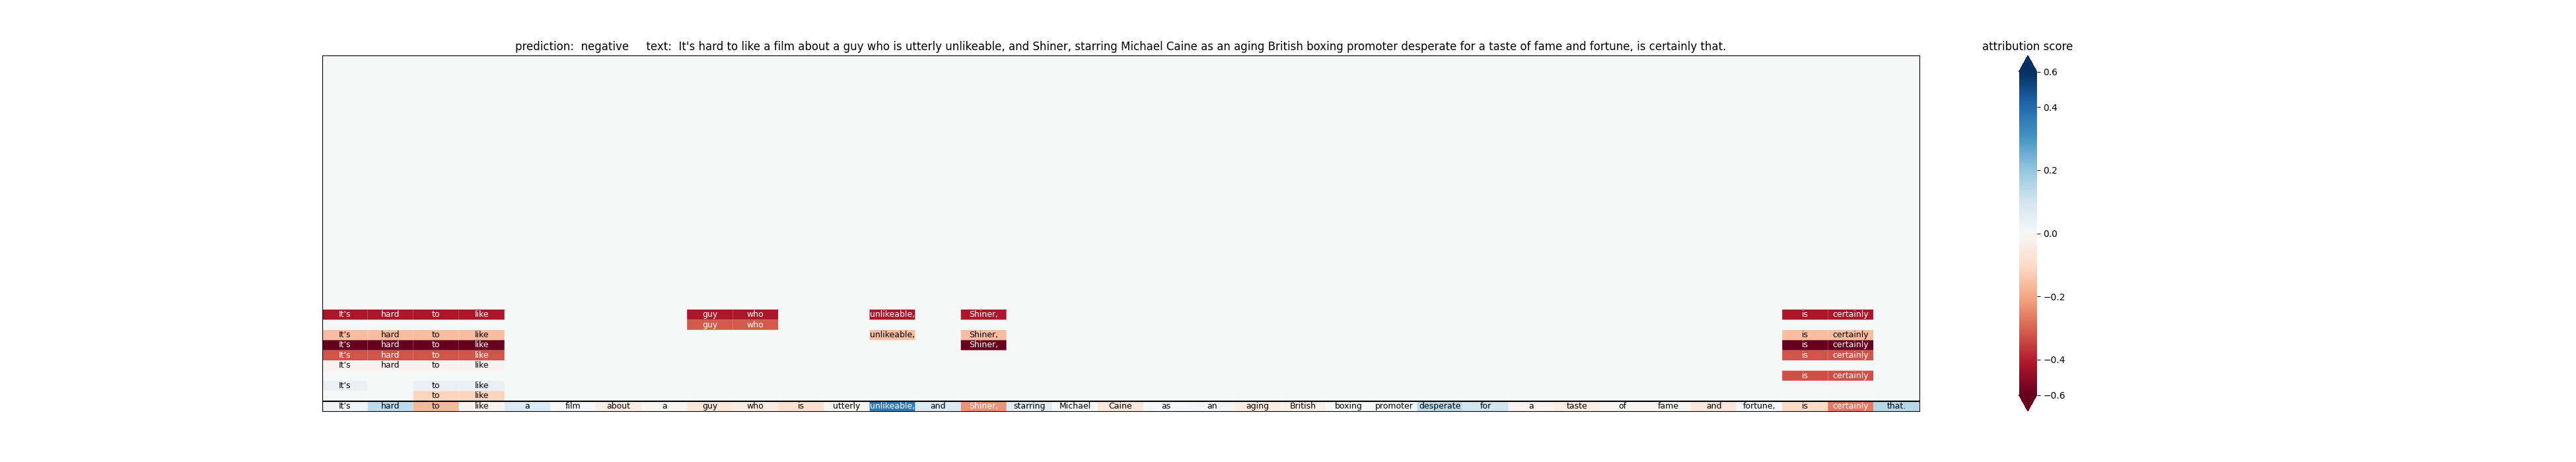 prediction:  negative     text:  It's hard to like a film about a guy who is utterly unlikeable, and Shiner, starring Michael Caine as an aging British boxing promoter desperate for a taste of fame and fortune, is certainly that.
attribution score
0.6
0.4
0.2
0.0
−0.2
−0.4
−0.6
It's hard to like guy who unlikeable, Shiner, is certainly
guy who
It's hard to like unlikeable, Shiner, is certainly
It's hard to like Shiner, is certainly
It's hard to like is certainly
It's hard to like
is certainly
It's to like
to like
It's hard to like a film about a guy who is utterly unlikeable, and Shiner, starring Michael Caine as an aging British boxing promoter desperate for a taste of fame and fortune, is certainly that.